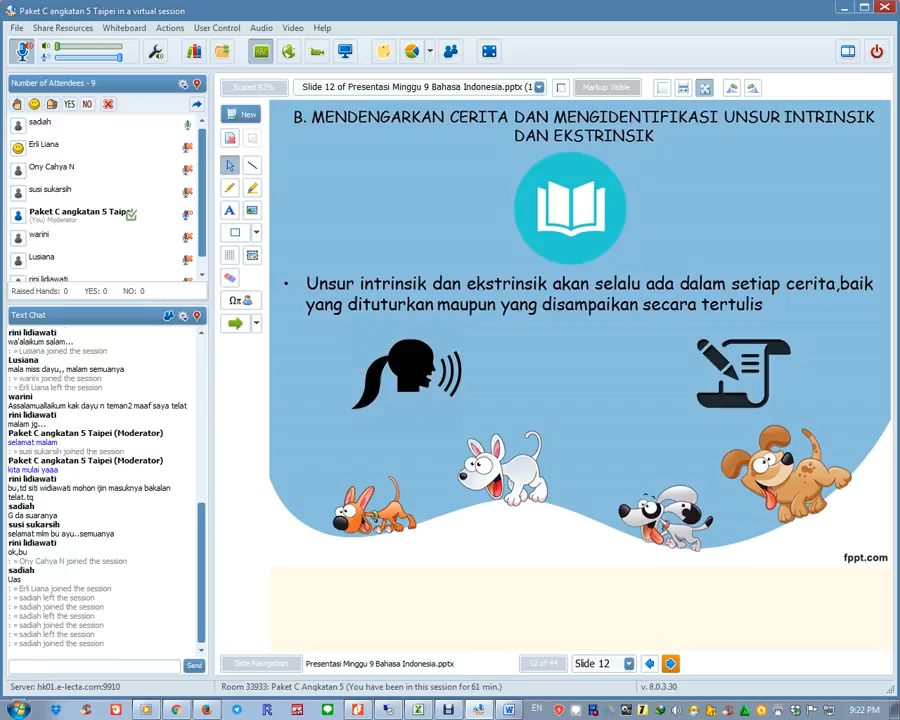 Paket C angkatan 5 Taipei in a virtual session
File Share Resources Whiteboard Actions User Control Audio Video Help
Number of Attendees - 9
YES NO
sadiah
Erli Liana
Ony Cahya N
susi sukarsih
Paket C angkatan 5 Taipe
(You) Moderator
warini
Lusiana
rini lidiawati
Raised Hands: 0 YES: 0 NO: 0
Text Chat
rini lidiawati
wa'alaikum salam...
: » Lusiana joined the session
Lusiana
mala miss dayu,, malam semuanya
: » warini joined the session
: » Erli Liana left the session
warini
Assalamuallaikum kak dayu n teman2 maaf saya telat
rini lidiawati
malam jg...
Paket C angkatan 5 Taipei (Moderator)
selamat malam
: » susi sukarsih joined the session
Paket C angkatan 5 Taipei (Moderator)
kita mulai yaaa
rini lidiawati
bu,td siti widiawati mohon ijin masuknya bakalan
telat.tq
sadiah
G da suaranya
susi sukarsih
selamat mlm bu ayu..semuanya
rini lidiawati
ok,bu
: » Ony Cahya N joined the session
sadiah
Uas
: » Erli Liana joined the session
: » sadiah left the session
: » sadiah joined the session
: » sadiah left the session
: » sadiah joined the session
: » sadiah left the session
: » sadiah joined the session
Send
Scaled 92% Slide 12 of Presentasi Minggu 9 Bahasa Indonesia.pptx (1 Markup Visible
New
A
Ωπ
B. MENDENGARKAN CERITA DAN MENGIDENTIFIKASI UNSUR INTRINSIK
DAN EKSTRINSIK
• Unsur intrinsik dan ekstrinsik akan selalu ada dalam setiap cerita,baik
yang dituturkan maupun yang disampaikan secara tertulis
fppt.com
Slide Navigation Presentasi Minggu 9 Bahasa Indonesia.pptx 12 of 44 Slide 12
Server: hk01.e-lecta.com:9910 Room 33933: Paket C Angkatan 5 (You have been in this session for 61 min.) v. 8.0.3.30
EN 9:22 PM